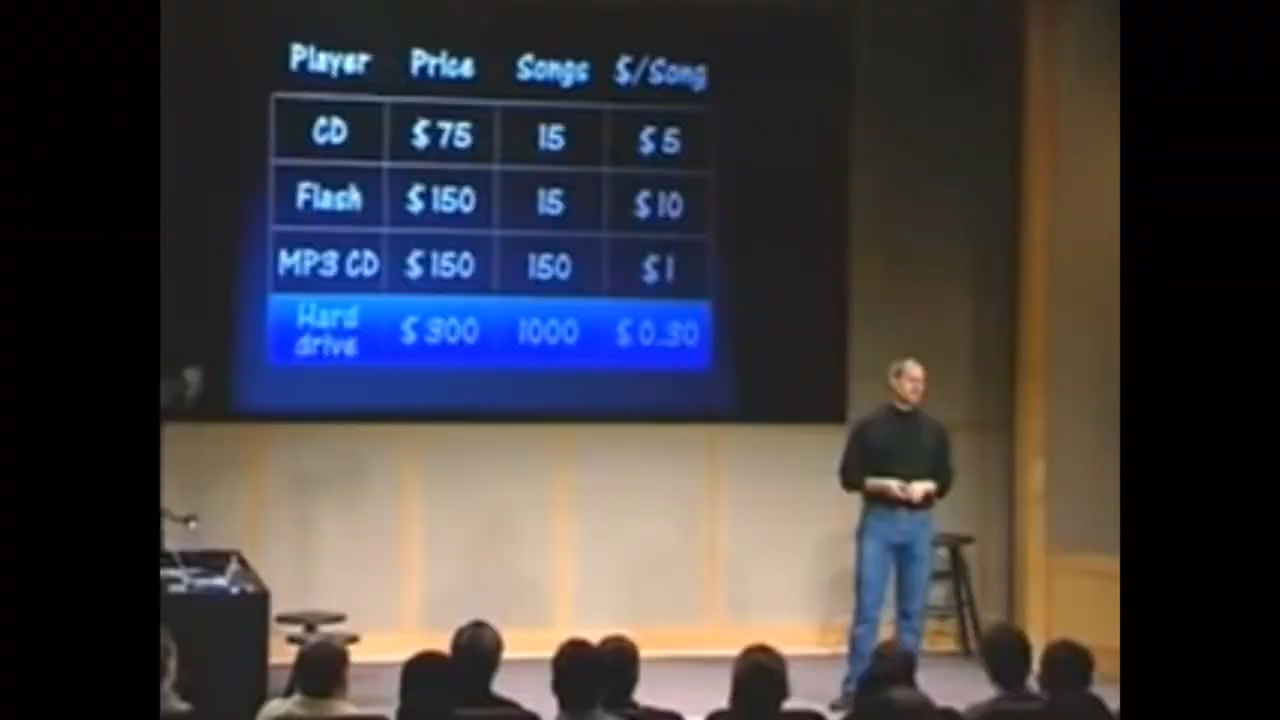 Player Price Songs $/Song
CD $75 15 $5
Flash $150 15 $10
MP3 CD $150 150 $1
Hard drive $300 1000 $0.30